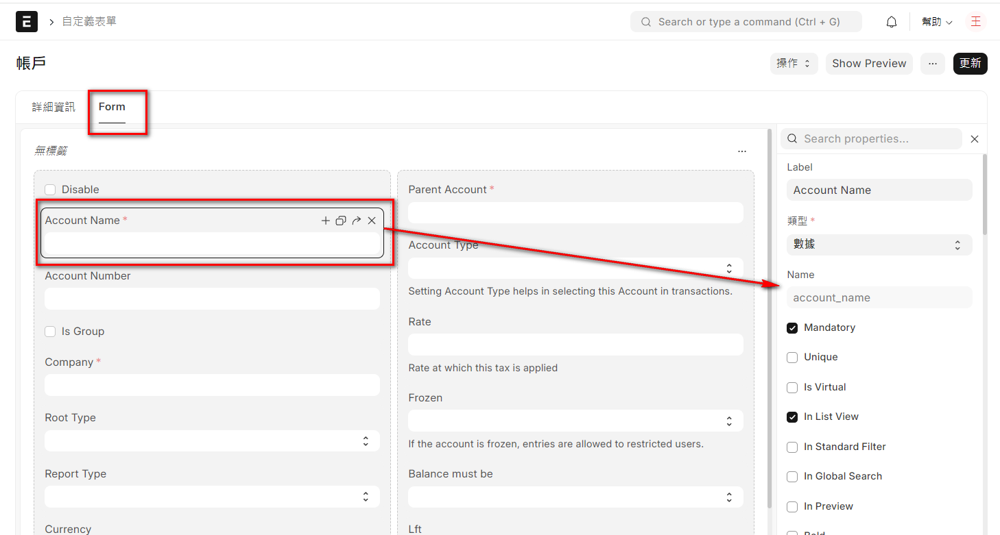 E
自定義表單
Search or type a command (Ctrl + G)
幫助
王
帳戶
操作
Show Preview
...
更新
詳細資訊
Form
無標籤
...
Disable
Account Name *
Account Number
Is Group
Company *
Root Type
Report Type
Currency
Parent Account *
Account Type
Setting Account Type helps in selecting this Account in transactions.
Rate
Rate at which this tax is applied
Frozen
If the account is frozen, entries are allowed to restricted users.
Balance must be
Lft
Search properties...
Label
Account Name
類型 *
數據
Name
account_name
Mandatory
Unique
Is Virtual
In List View
In Standard Filter
In Global Search
In Preview
Bold